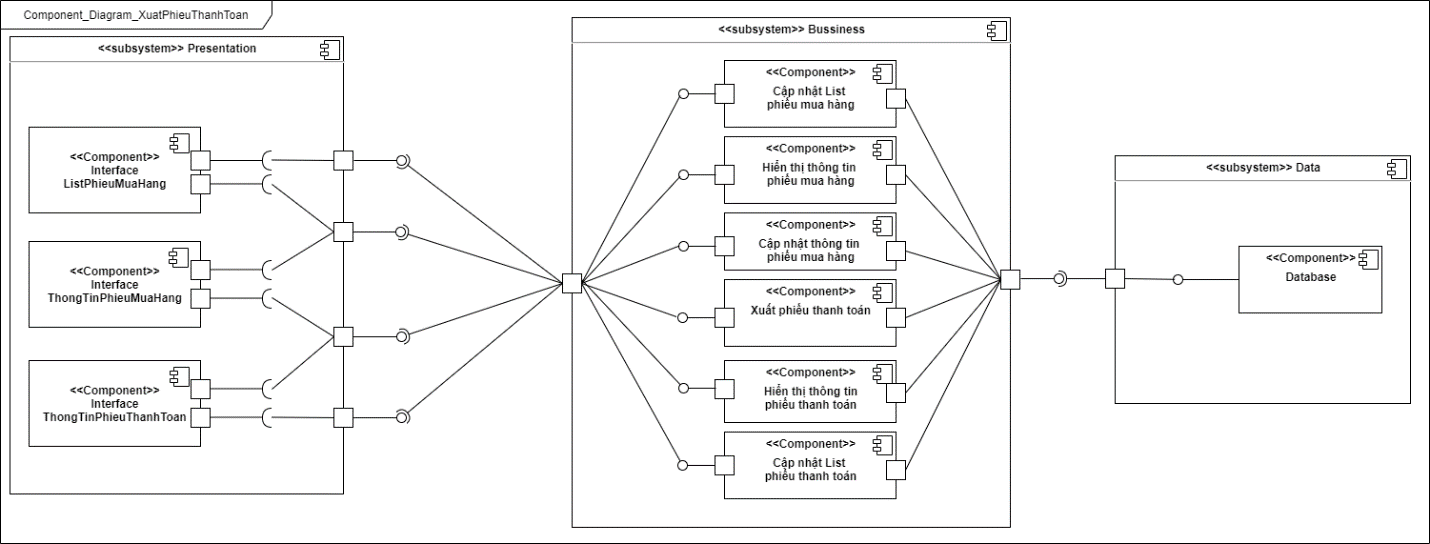 Component_Diagram_XuatPhieuThanhToan
<<subsystem>> Presentation
<<Component>>
Interface
ListPhieuMuaHang
<<Component>>
Interface
ThongTinPhieuMuaHang
<<Component>>
Interface
ThongTinPhieuThanhToan
<<subsystem>> Bussiness
<<Component>>
Cập nhật List
phiếu mua hàng
<<Component>>
Hiển thị thông tin
phiếu mua hàng
<<Component>>
Cập nhật thông tin
phiếu mua hàng
<<Component>>
Xuất phiếu thanh toán
<<Component>>
Hiển thị thông tin
phiếu thanh toán
<<Component>>
Cập nhật List
phiếu thanh toán
<<subsystem>> Data
<<Component>>
Database